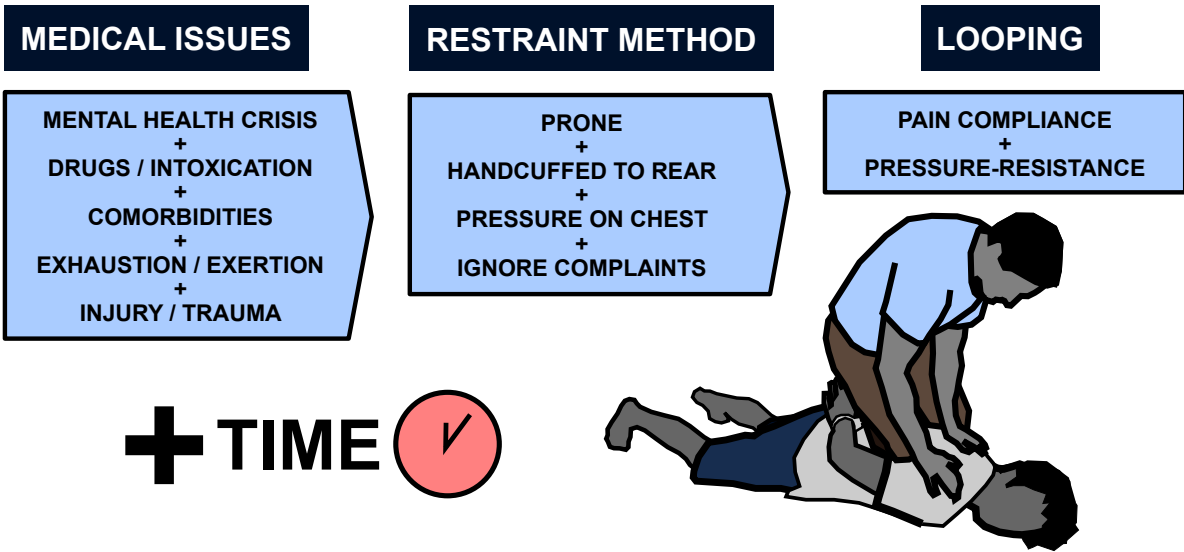 MEDICAL ISSUES
MENTAL HEALTH CRISIS
+
DRUGS / INTOXICATION
+
COMORBIDITIES
+
EXHAUSTION / EXERTION
+
INJURY / TRAUMA
RESTRAINT METHOD
PRONE
+
HANDCUFFED TO REAR
+
PRESSURE ON CHEST
+
IGNORE COMPLAINTS
LOOPING
PAIN COMPLIANCE
+
PRESSURE-RESISTANCE
+ TIME